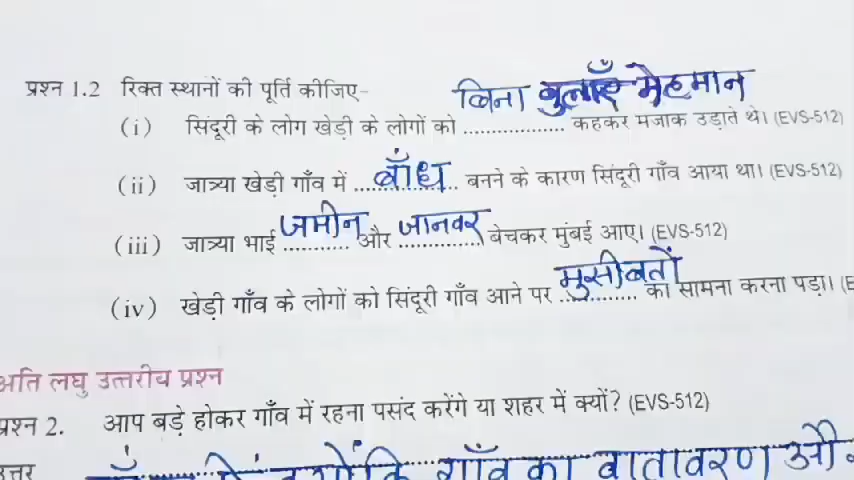 प्रश्न 1.2 रिक्त स्थानों की पूर्ति कीजिए-
(i) सिंदूरी के लोग खेड़ी के लोगों को बिना बुलाएँ मेहमान कहकर मजाक उड़ाते थे। (EVS-512)
(ii) जात्र्या खेड़ी गाँव में बाँध बनने के कारण सिंदूरी गाँव आया था। (EVS-512)
(iii) जात्र्या भाई जमीन और जानवर बेचकर मुंबई आए। (EVS-512)
(iv) खेड़ी गाँव के लोगों को सिंदूरी गाँव आने पर मुसीबतों का सामना करना पड़ा। (E
अति लघु उत्तरीय प्रश्न
प्रश्न 2. आप बड़े होकर गाँव में रहना पसंद करेंगे या शहर में क्यों? (EVS-512)
उत्तर गाँव का वातावरण